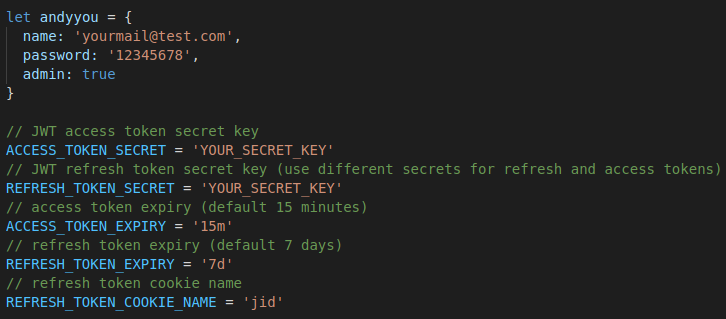 let andyyou = {
  name: 'yourmail@test.com',
  password: '12345678',
  admin: true
}

// JWT access token secret key
ACCESS_TOKEN_SECRET = 'YOUR_SECRET_KEY'
// JWT refresh token secret key (use different secrets for refresh and access tokens)
REFRESH_TOKEN_SECRET = 'YOUR_SECRET_KEY'
// access token expiry (default 15 minutes)
ACCESS_TOKEN_EXPIRY = '15m'
// refresh token expiry (default 7 days)
REFRESH_TOKEN_EXPIRY = '7d'
// refresh token cookie name
REFRESH_TOKEN_COOKIE_NAME = 'jid'